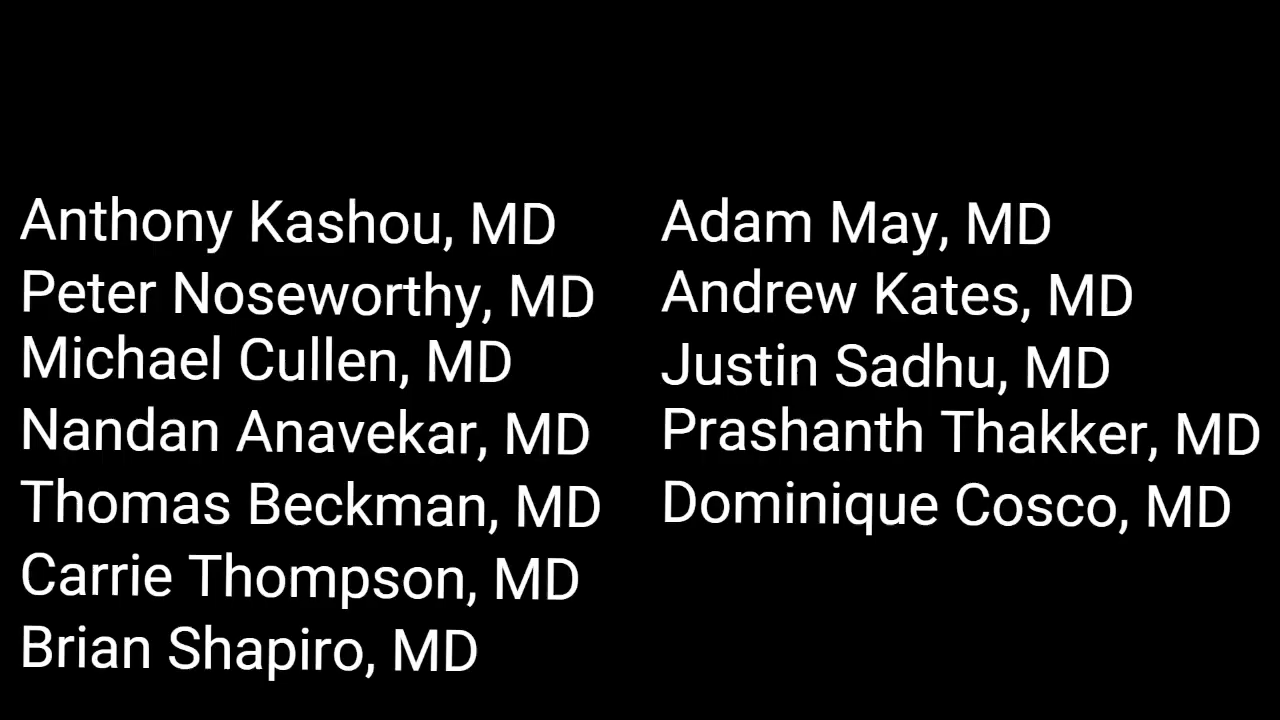 Anthony Kashou, MD
Peter Noseworthy, MD
Michael Cullen, MD
Nandan Anavekar, MD
Thomas Beckman, MD
Carrie Thompson, MD
Brian Shapiro, MD
Adam May, MD
Andrew Kates, MD
Justin Sadhu, MD
Prashanth Thakker, MD
Dominique Cosco, MD